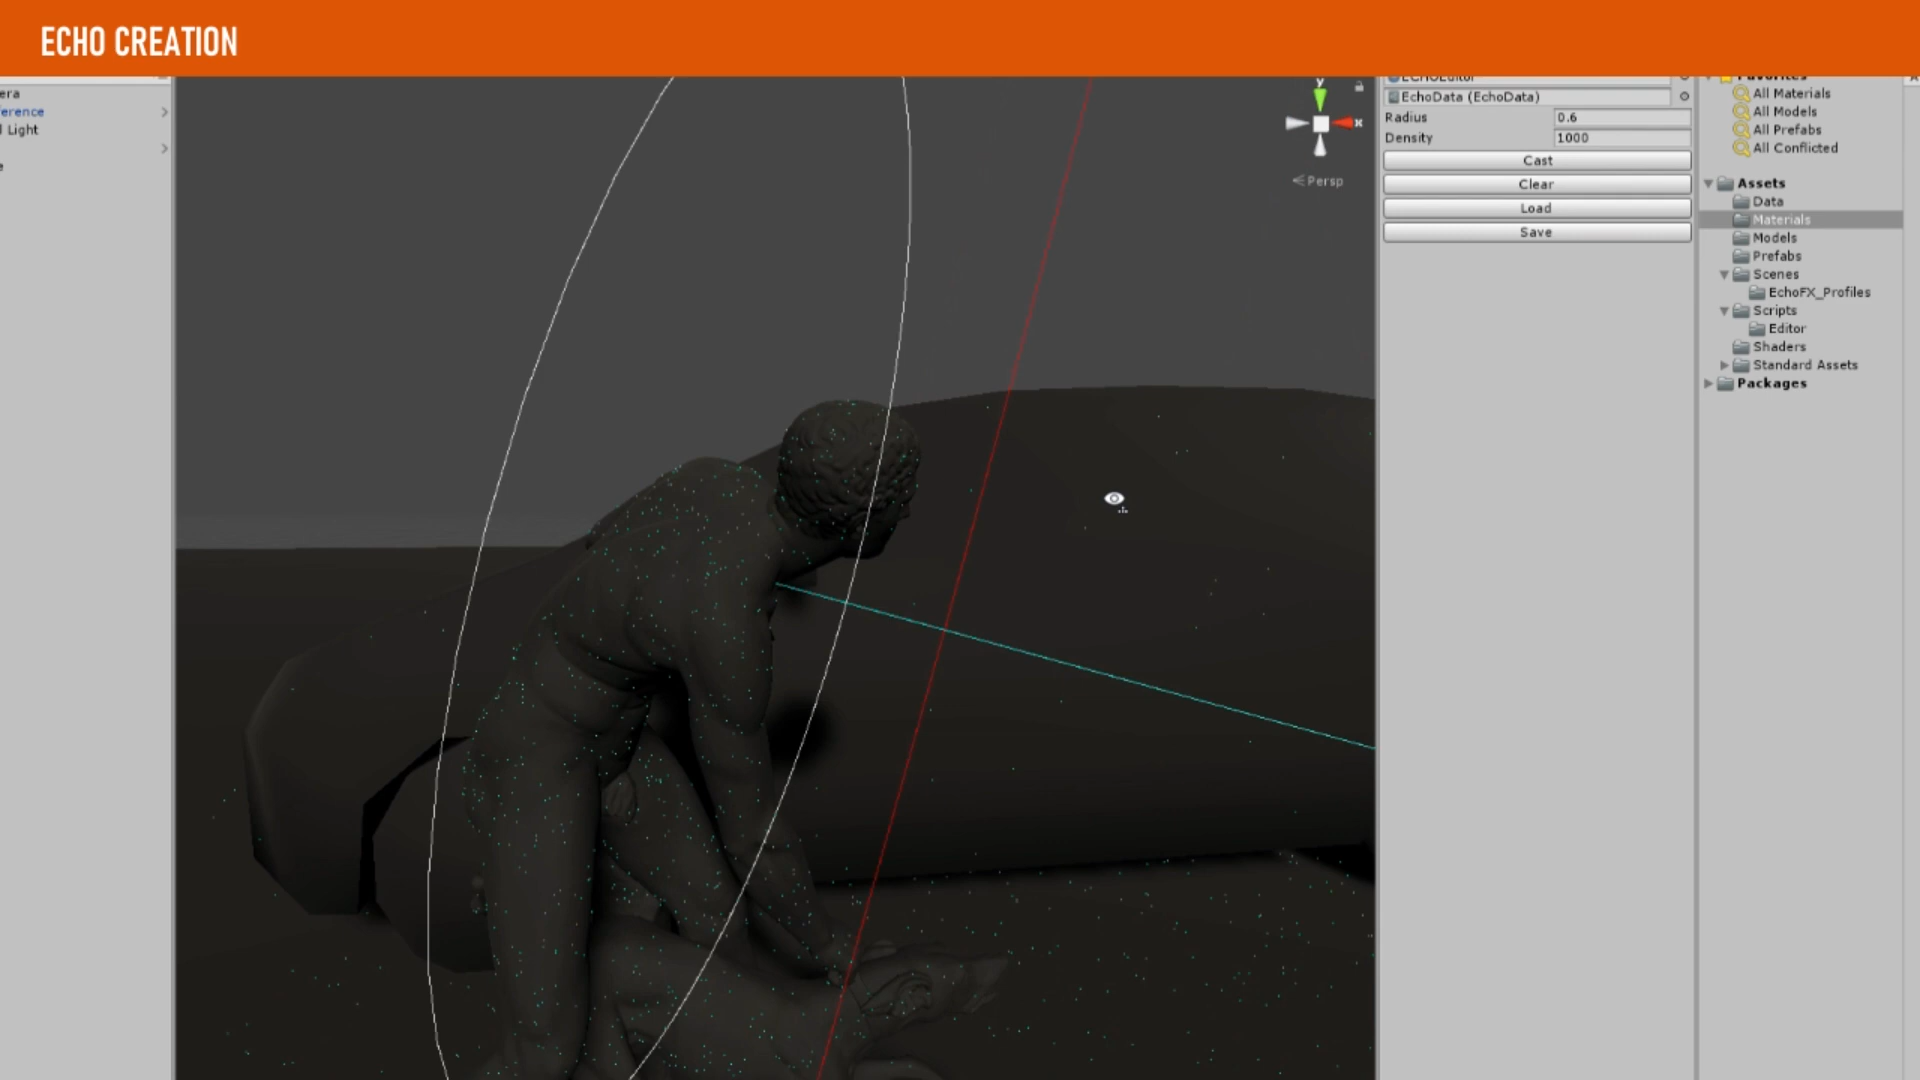 ECHO CREATION
era
erence
l Light
e
y
x
Persp
ECHOEditor
EchoData (EchoData)
Radius
0.6
Density
1000
Cast
Clear
Load
Save
Favorites
All Materials
All Models
All Prefabs
All Conflicted
Assets
Data
Materials
Models
Prefabs
Scenes
EchoFX_Profiles
Scripts
Editor
Shaders
Standard Assets
Packages